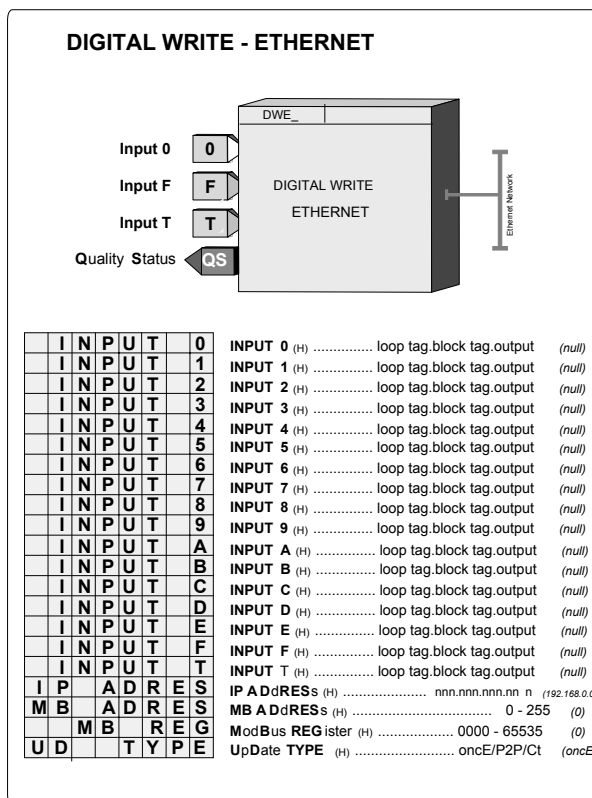 DIGITAL WRITE - ETHERNET
DWE_
Input 0 0
Input F F
Input T T
Quality Status QS
DIGITAL WRITE
ETHERNET
Ethernet Network
INPUT 0 INPUT 0 (H) ............... loop tag.block tag.output (null)
INPUT 1 INPUT 1 (H) ............... loop tag.block tag.output (null)
INPUT 2 INPUT 2 (H) ............... loop tag.block tag.output (null)
INPUT 3 INPUT 3 (H) ............... loop tag.block tag.output (null)
INPUT 4 INPUT 4 (H) ............... loop tag.block tag.output (null)
INPUT 5 INPUT 5 (H) ............... loop tag.block tag.output (null)
INPUT 6 INPUT 6 (H) ............... loop tag.block tag.output (null)
INPUT 7 INPUT 7 (H) ............... loop tag.block tag.output (null)
INPUT 8 INPUT 8 (H) ............... loop tag.block tag.output (null)
INPUT 9 INPUT 9 (H) ............... loop tag.block tag.output (null)
INPUT A INPUT A (H) ............... loop tag.block tag.output (null)
INPUT B INPUT B (H) ............... loop tag.block tag.output (null)
INPUT C INPUT C (H) ............... loop tag.block tag.output (null)
INPUT D INPUT D (H) ............... loop tag.block tag.output (null)
INPUT E INPUT E (H) ............... loop tag.block tag.output (null)
INPUT F INPUT F (H) ............... loop tag.block tag.output (null)
INPUT T INPUT T (H) ............... loop tag.block tag.output (null)
IP ADRES IP ADdRESs (H) ..................... nnn.nnn.nnn.nn n (192.168.0.0
MB ADRES MB ADdRESs (H) ..................................... 0 - 255 (0)
MB REG ModBus REGister (H) ................... 0000 - 65535 (0)
UD TYPE UpDate TYPE (H) ......................... oncE/P2P/Ct (oncE